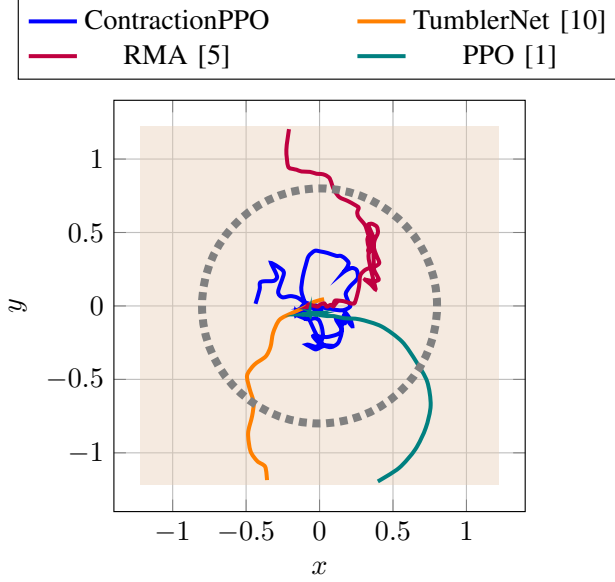 ContractionPPO TumblerNet [10]
RMA [5] PPO [1]
1
0.5
0
−0.5
−1
y
−1 −0.5 0 0.5 1
x